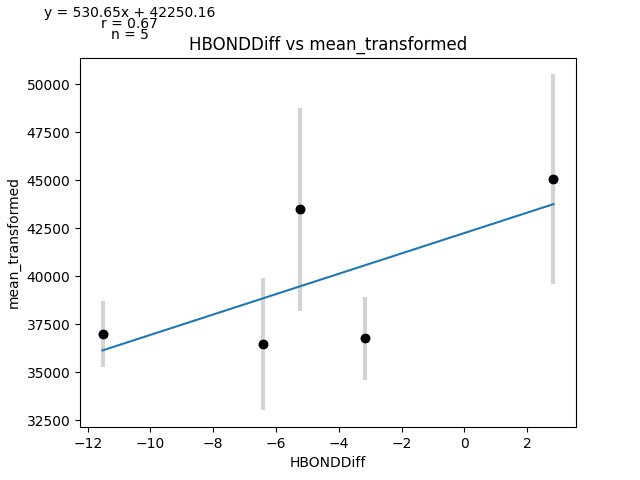 y = 530.65x + 42250.16
r = 0.67
n = 5
HBONDDiff vs mean_transformed
mean_transformed
50000
47500
45000
42500
40000
37500
35000
32500
−12
−10
−8
−6
−4
−2
0
2
HBONDDiff